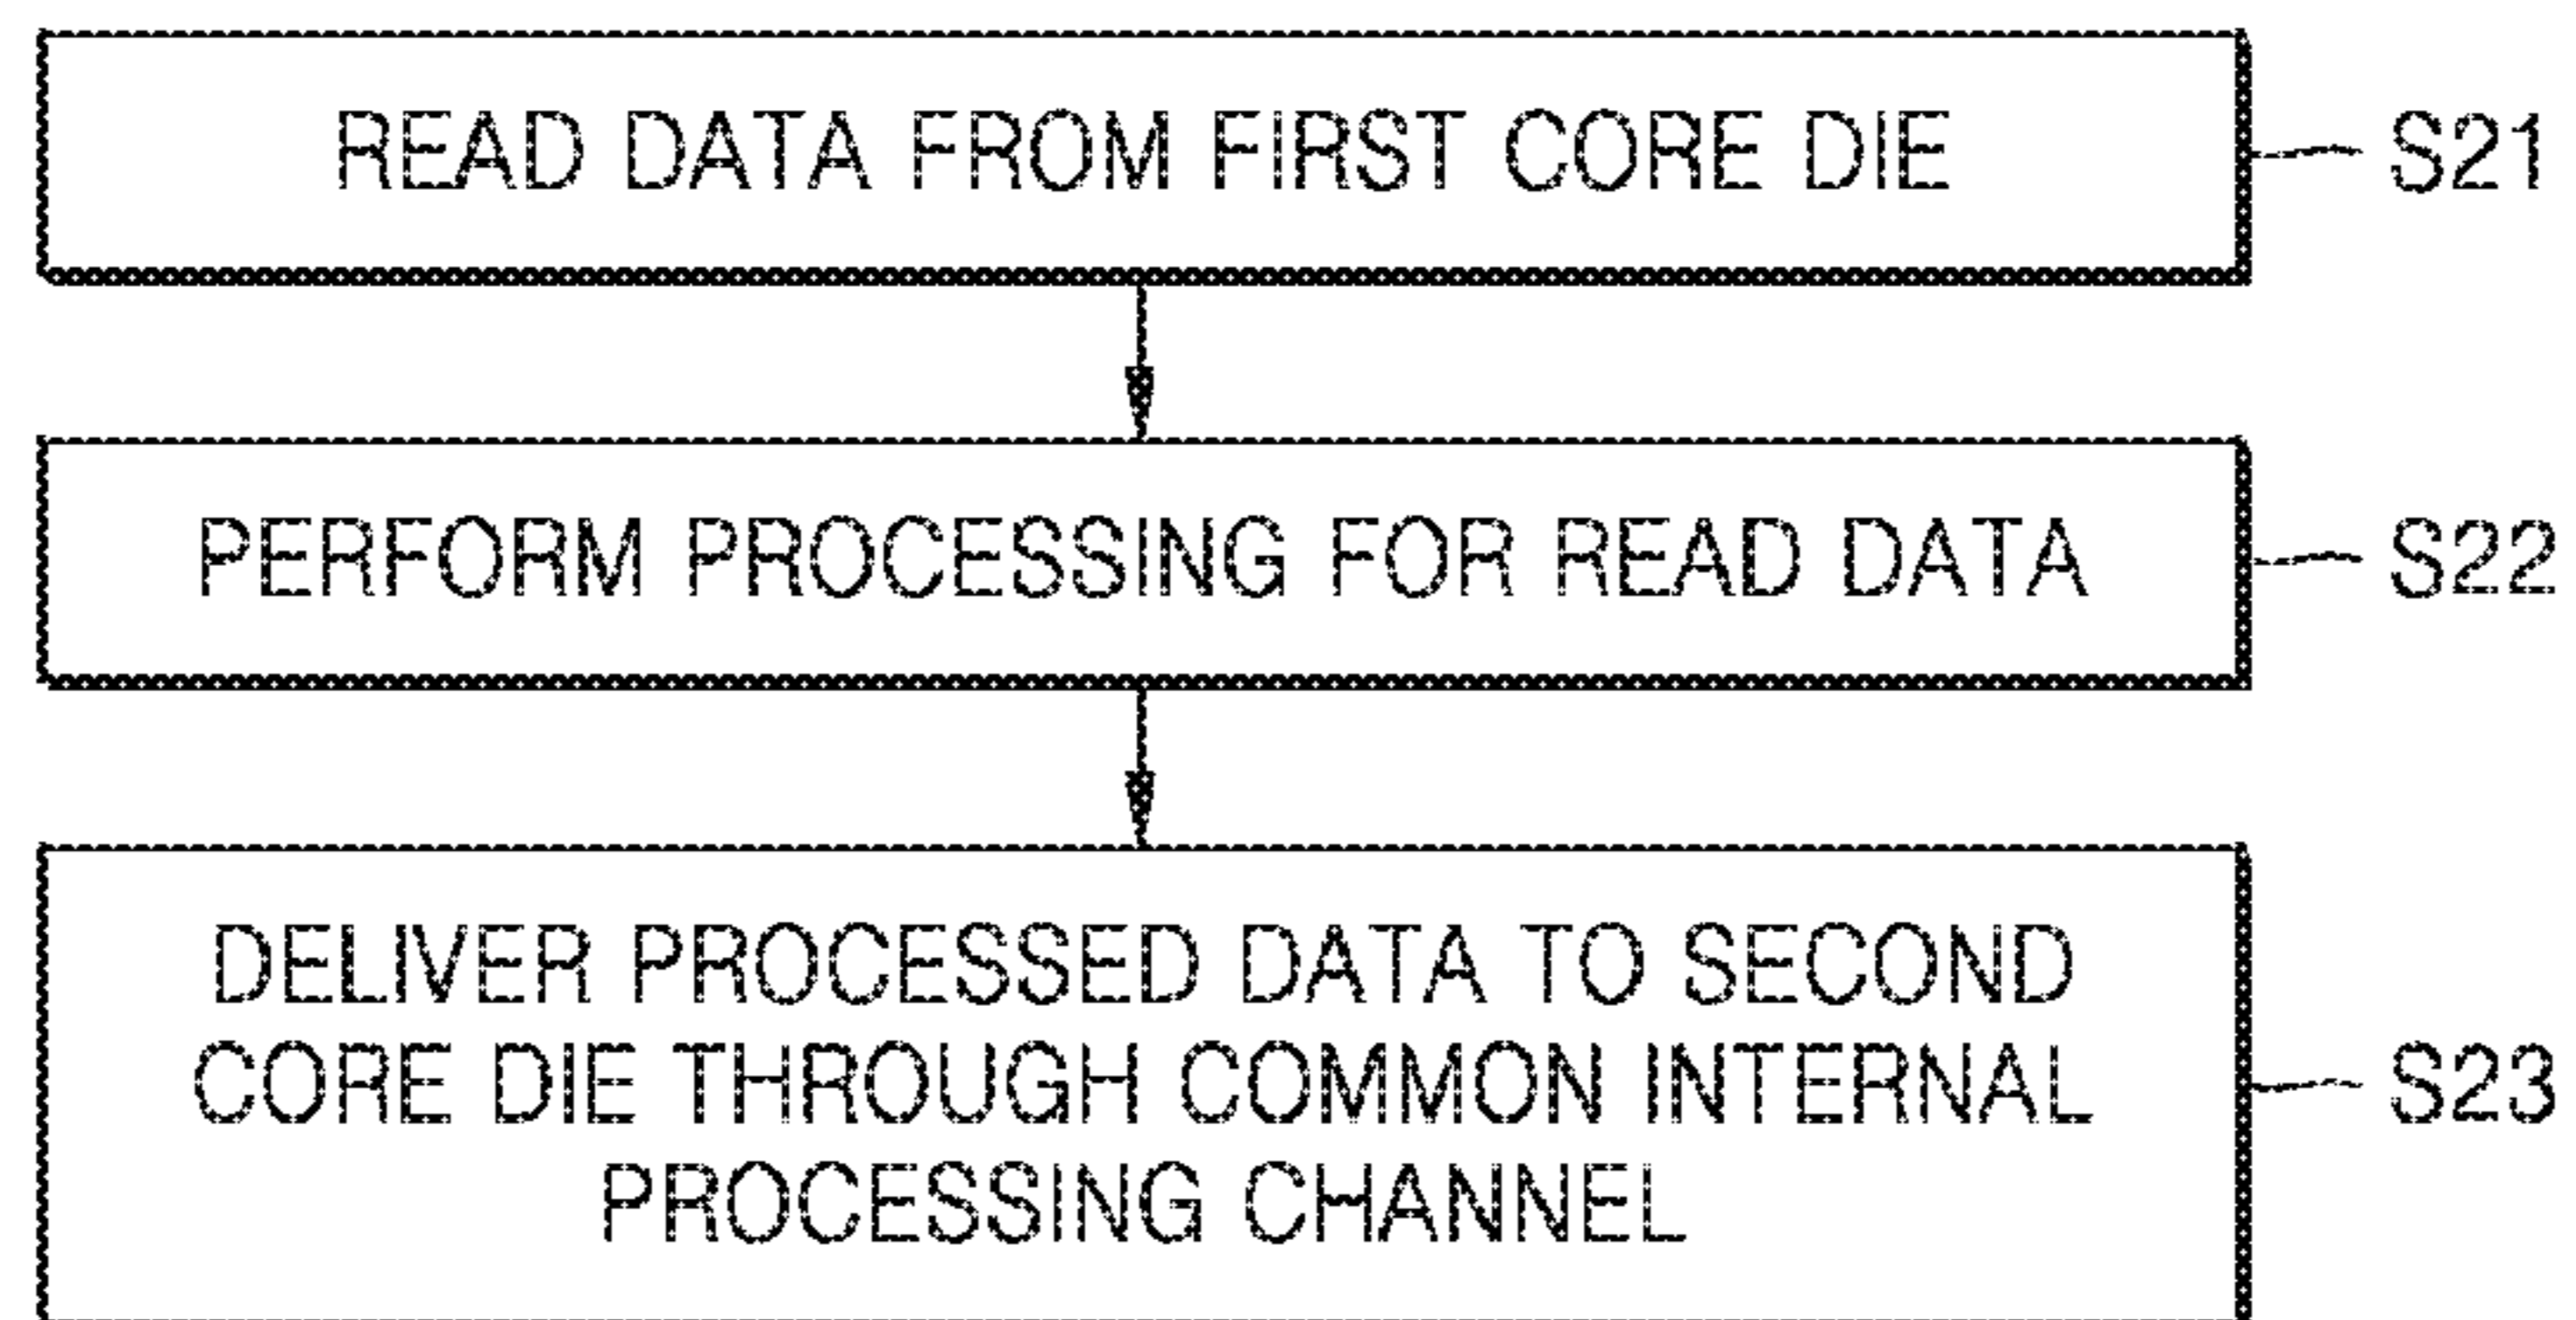 READ DATA FROM FIRST CORE DIE
S21
PERFORM PROCESSING FOR READ DATA
S22
DELIVER PROCESSED DATA TO SECOND
CORE DIE THROUGH COMMON INTERNAL
PROCESSING CHANNEL
S23